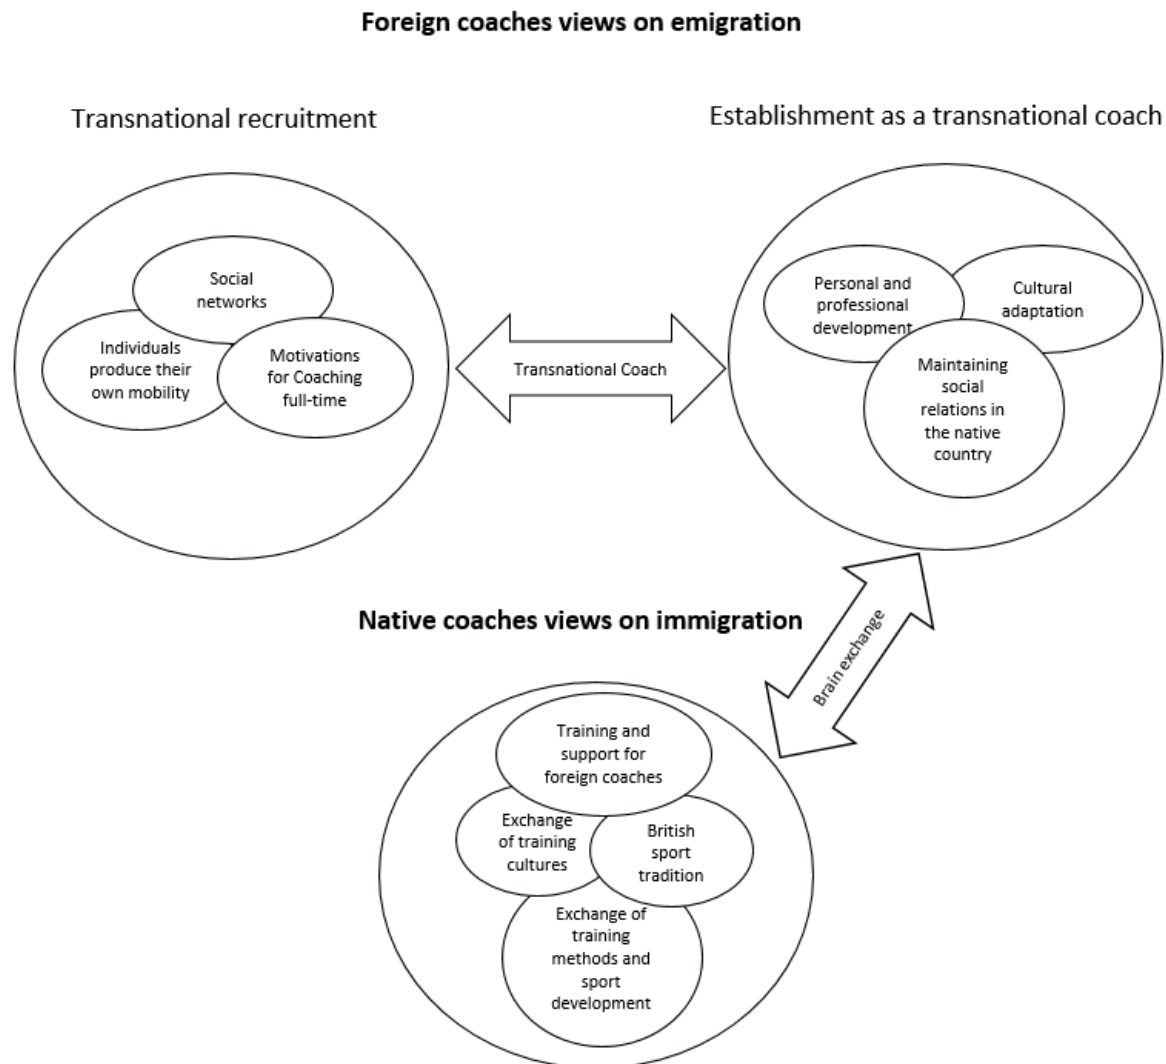 Foreign coaches views on emigration
Transnational recruitment
Establishment as a transnational coach
Social
networks
Individuals
produce their
own mobility
Motivations
for Coaching
full-time
Transnational Coach
Personal and
professional
development
Cultural
adaptation
Maintaining
social
relations in
the native
country
Brain exchange
Native coaches views on immigration
Training and
support for
foreign coaches
Exchange
of training
cultures
British
sport
tradition
Exchange of
training
methods and
sport
development